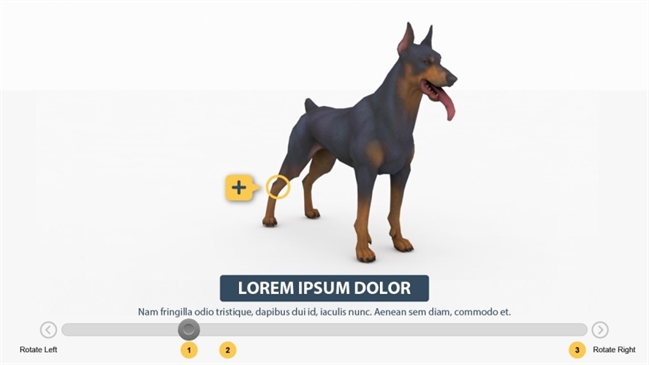 LOREM IPSUM DOLOR
Nam fringilla odio tristique, dapibus dui id, iaculis nunc. Aenean sem diam, commodo et.
Rotate Left 1 2 3 Rotate Right